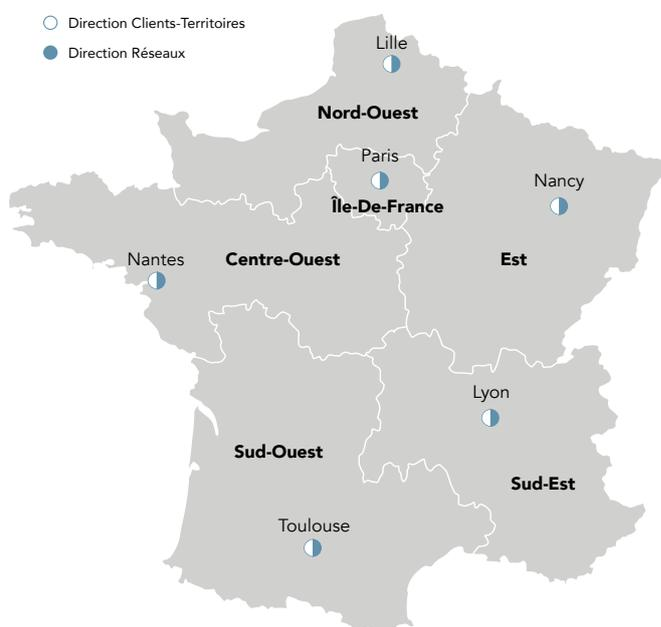 Direction Clients-Territoires
Direction Réseaux
Lille
Nord-Ouest
Paris
Île-De-France
Nancy
Nantes
Centre-Ouest
Est
Lyon
Sud-Ouest
Sud-Est
Toulouse